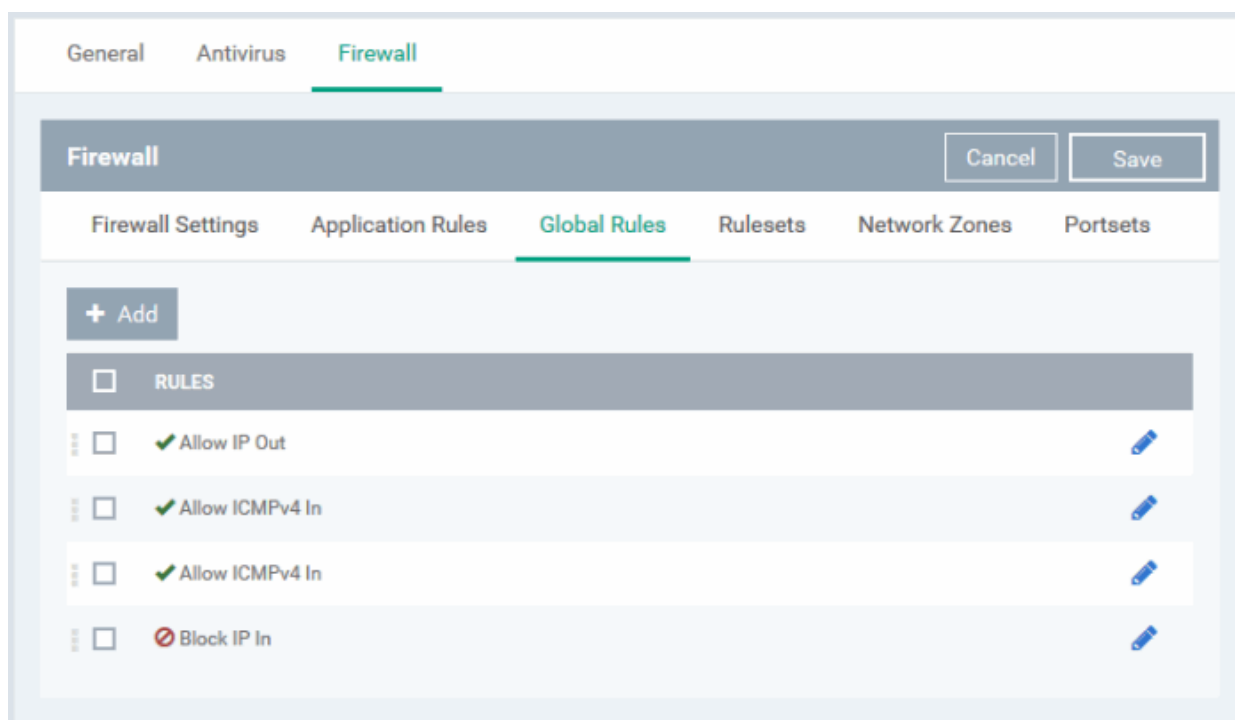 General Antivirus Firewall
Firewall Cancel Save
Firewall Settings Application Rules Global Rules Rulesets Network Zones Portsets
+ Add
RULES
Allow IP Out
Allow ICMPv4 In
Allow ICMPv4 In
Block IP In